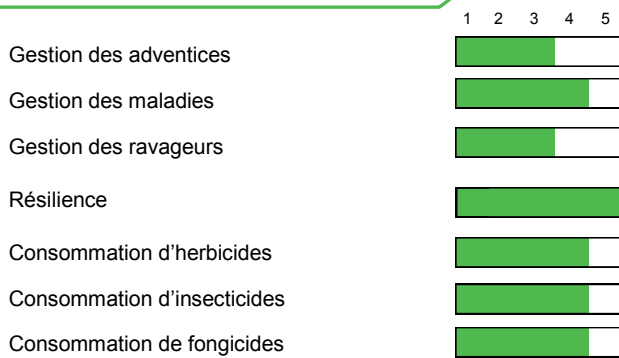 1 2 3 4 5
Gestion des adventices
Gestion des maladies
Gestion des ravageurs
Résilience
Consommation d’herbicides
Consommation d’insecticides
Consommation de fongicides